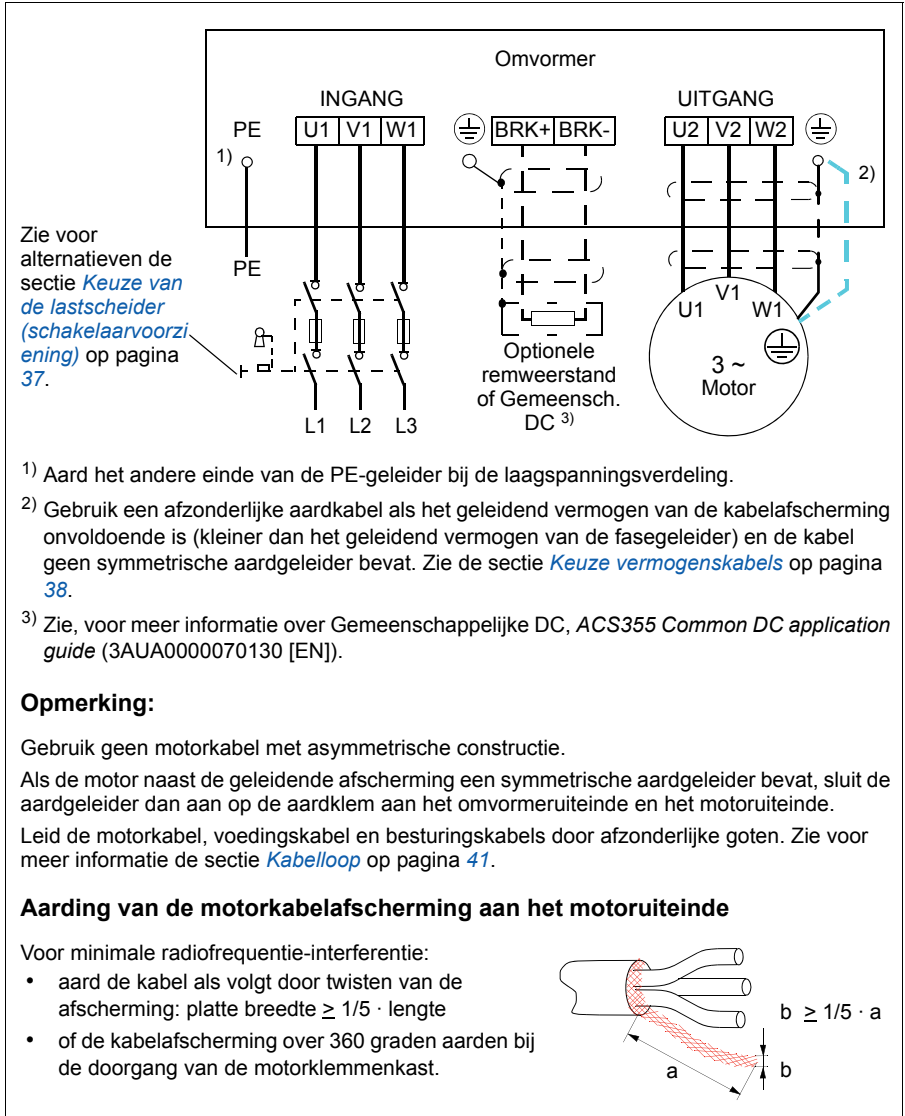 Omvormer
INGANG
UITGANG
PE
U1 V1 W1
BRK+ BRK-
U2 V2 W2
1)
2)
Zie voor
alternatieven de
sectie Keuze van
de lastscheider
(schakelaarvoorzi
ening) op pagina
37.
PE
U1
V1
W1
3 ~
Motor
Optionele
remweerstand
of Gemeensch.
DC 3)
L1 L2 L3
1) Aard het andere einde van de PE-geleider bij de laagspanningsverdeling.
2) Gebruik een afzonderlijke aardkabel als het geleidend vermogen van de kabelafscherming
onvoldoende is (kleiner dan het geleidend vermogen van de fasegeleider) en de kabel
geen symmetrische aardgeleider bevat. Zie de sectie Keuze vermogenskabels op pagina
38.
3) Zie, voor meer informatie over Gemeenschappelijke DC, ACS355 Common DC application
guide (3AUA0000070130 [EN]).
Opmerking:
Gebruik geen motorkabel met asymmetrische constructie.
Als de motor naast de geleidende afscherming een symmetrische aardgeleider bevat, sluit de
aardgeleider dan aan op de aardklem aan het omvormeruiteinde en het motoruiteinde.
Leid de motorkabel, voedingskabel en besturingskabels door afzonderlijke goten. Zie voor
meer informatie de sectie Kabelloop op pagina 41.
Aarding van de motorkabelafscherming aan het motoruiteinde
Voor minimale radiofrequentie-interferentie:
• aard de kabel als volgt door twisten van de
afscherming: platte breedte ≥ 1/5 · lengte
• of de kabelafscherming over 360 graden aarden bij
de doorgang van de motorklemmenkast.
b ≥ 1/5 · a
a
b